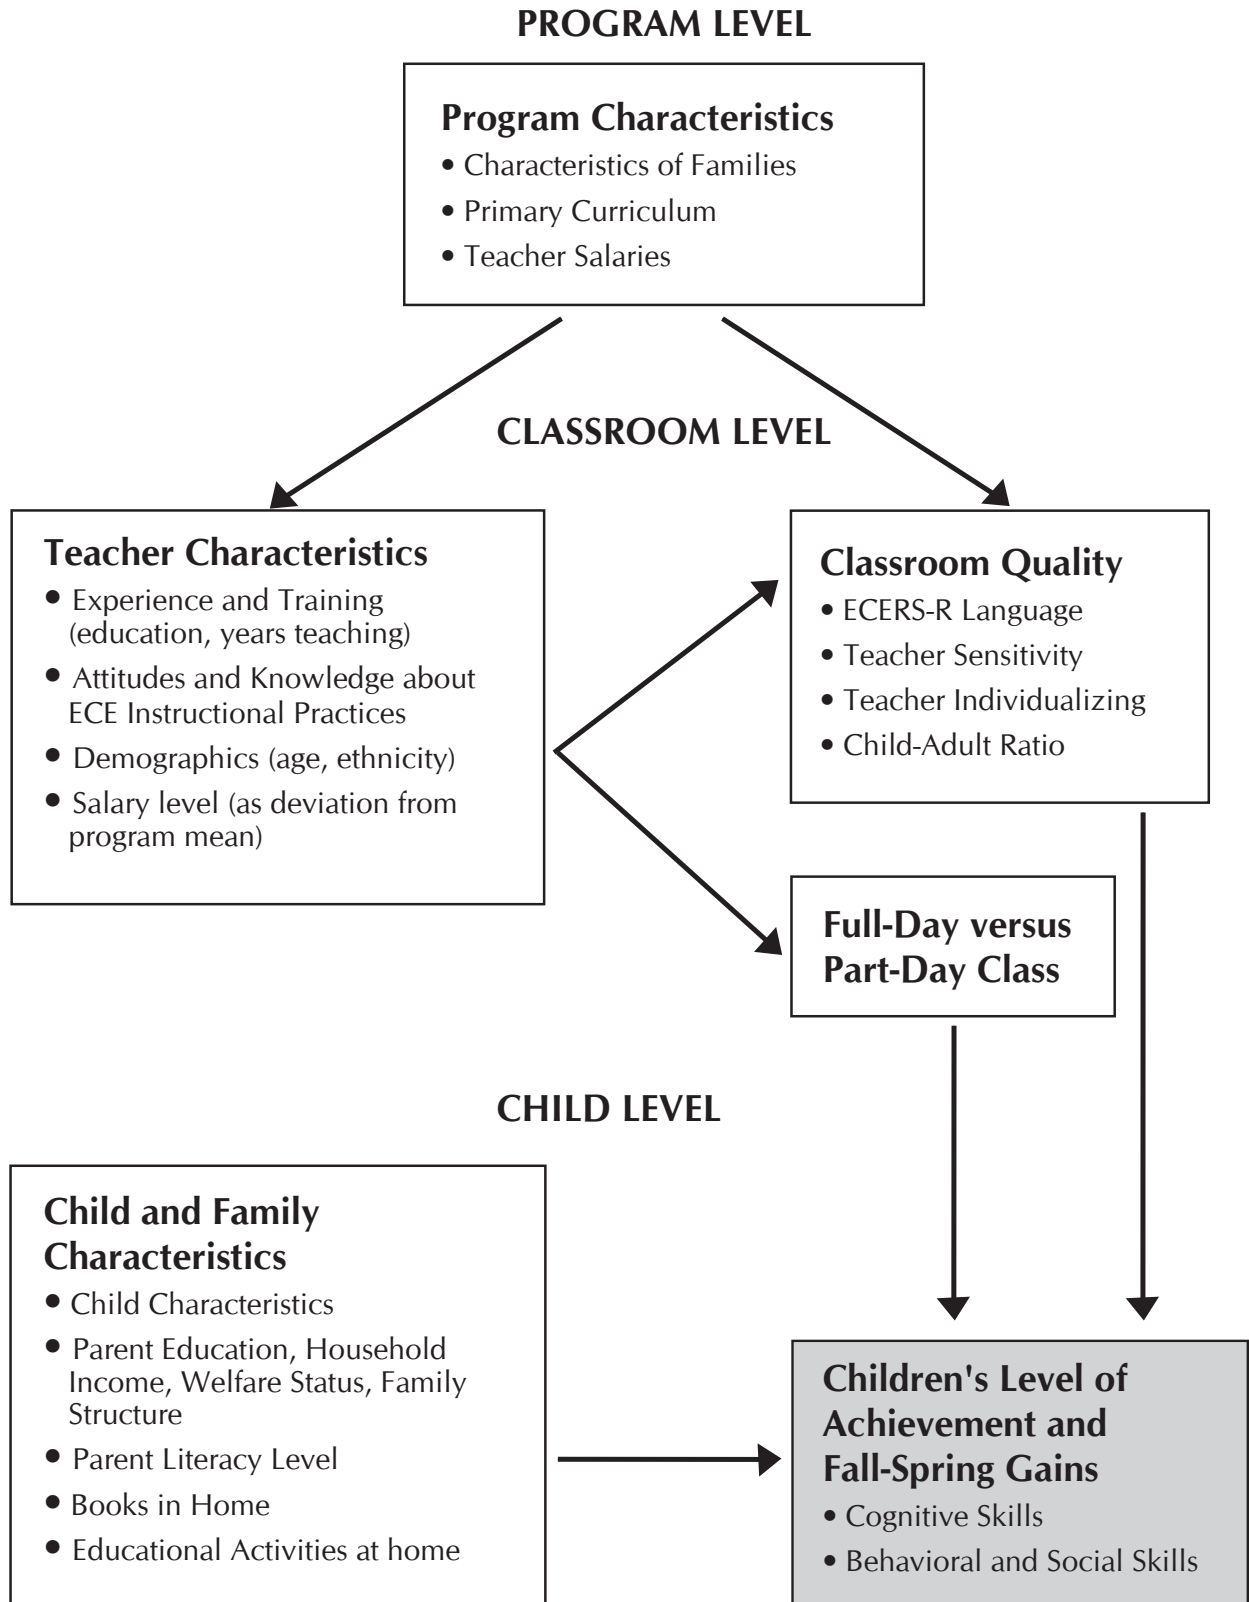 PROGRAM LEVEL
Program Characteristics
• Characteristics of Families
• Primary Curriculum
• Teacher Salaries
CLASSROOM LEVEL
Teacher Characteristics
• Experience and Training
(education, years teaching)
• Attitudes and Knowledge about
ECE Instructional Practices
• Demographics (age, ethnicity)
• Salary level (as deviation from
program mean)
Classroom Quality
• ECERS-R Language
• Teacher Sensitivity
• Teacher Individualizing
• Child-Adult Ratio
Full-Day versus
Part-Day Class
CHILD LEVEL
Child and Family
Characteristics
• Child Characteristics
• Parent Education, Household
Income, Welfare Status, Family
Structure
• Parent Literacy Level
• Books in Home
• Educational Activities at home
Children's Level of
Achievement and
Fall-Spring Gains
• Cognitive Skills
• Behavioral and Social Skills